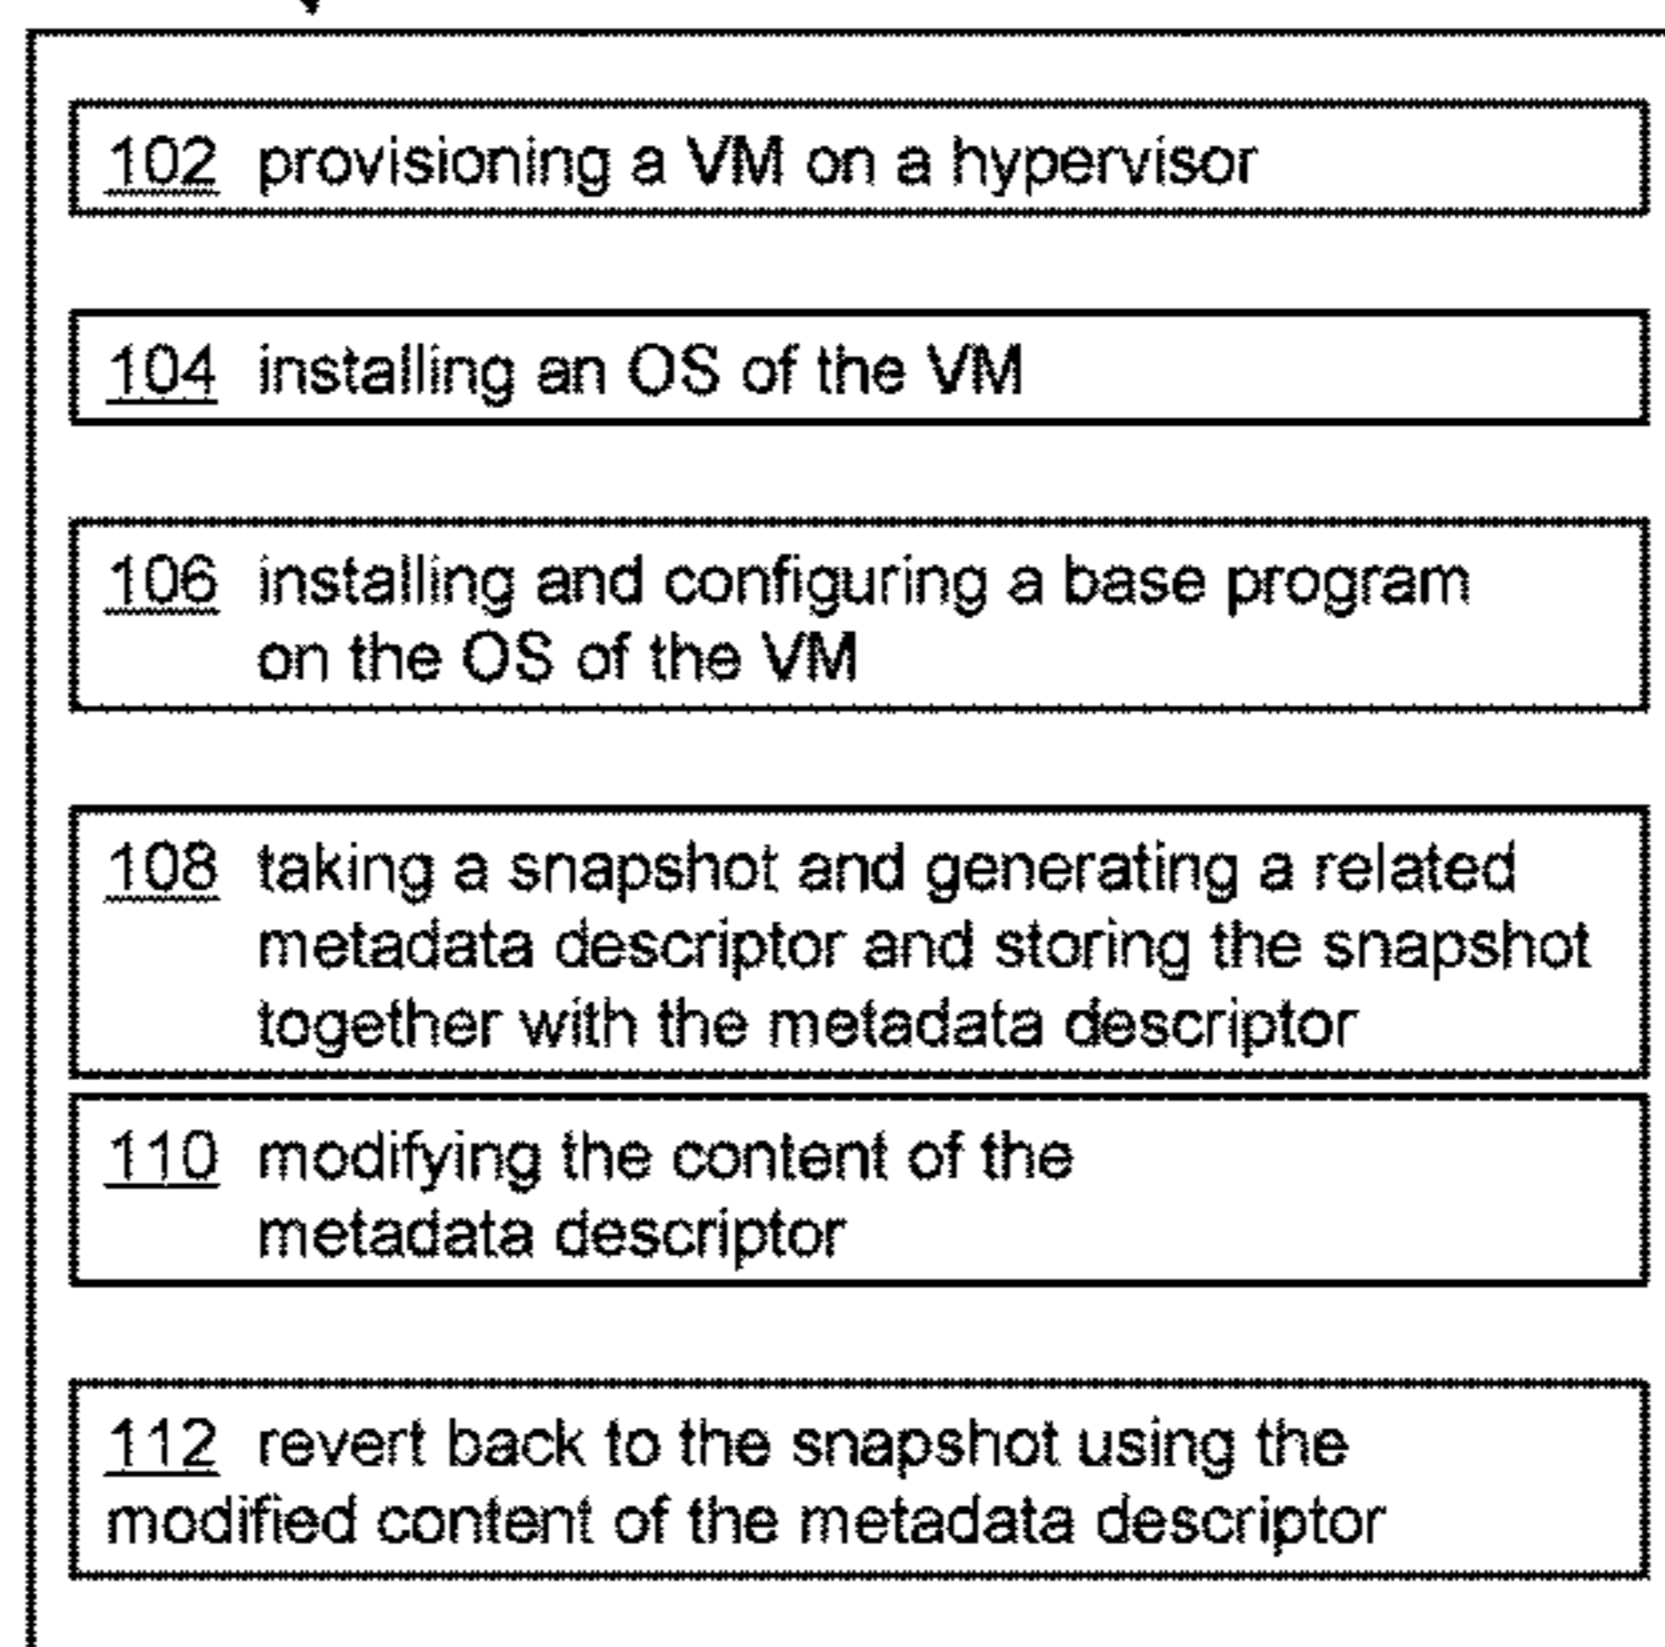 102 provisioning a VM on a hypervisor
104 installing an OS of the VM
106 installing and configuring a base program
on the OS of the VM
108 taking a snapshot and generating a related
metadata descriptor and storing the snapshot
together with the metadata descriptor
110 modifying the content of the
metadata descriptor
112 revert back to the snapshot using the
modified content of the metadata descriptor